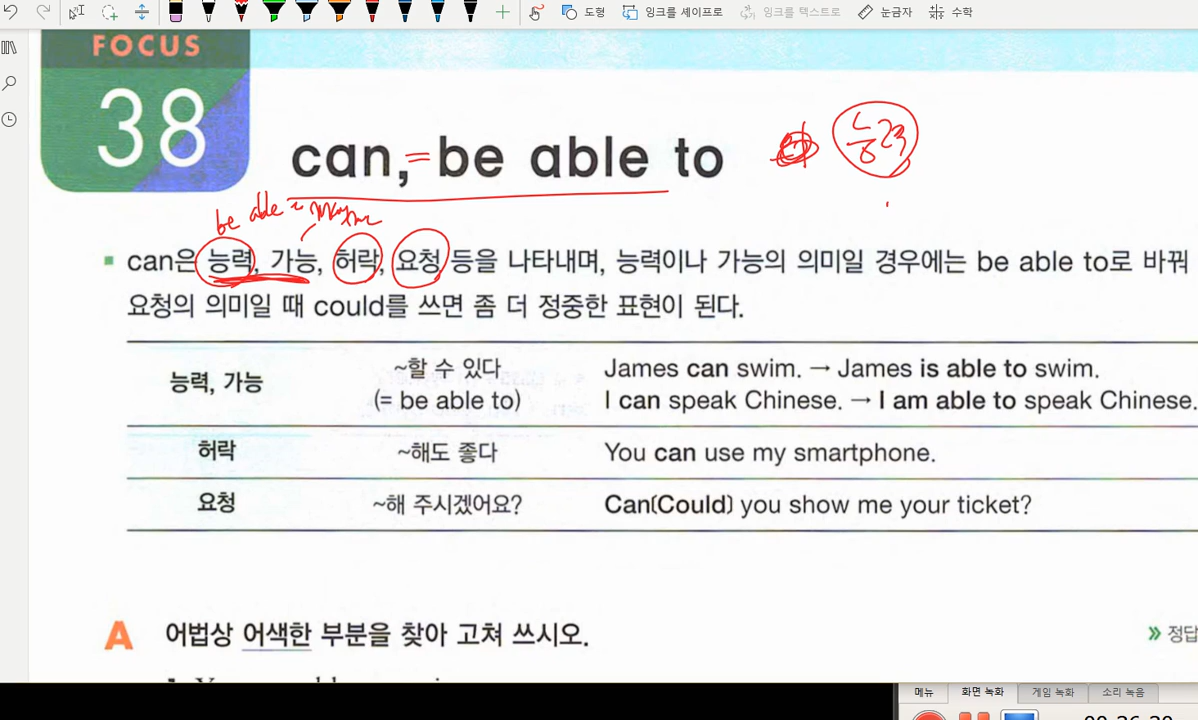 도형 잉크를 셰이프로 잉크를 텍스트로 눈금자 수학
FOCUS
38
can,=be able to 능력
be able =
can은 능력, 가능, 허락, 요청 등을 나타내며, 능력이나 가능의 의미일 경우에는 be able to로 바꿔
요청의 의미일 때 could를 쓰면 좀 더 정중한 표현이 된다.
능력, 가능 ~할 수 있다 James can swim. → James is able to swim.
(= be able to) I can speak Chinese. → I am able to speak Chinese.
허락 ~해도 좋다 You can use my smartphone.
요청 ~해 주시겠어요? Can(Could) you show me your ticket?
A 어법상 어색한 부분을 찾아 고쳐 쓰시오. » 정답
메뉴 화면 녹화 게임 녹화 소리 녹음